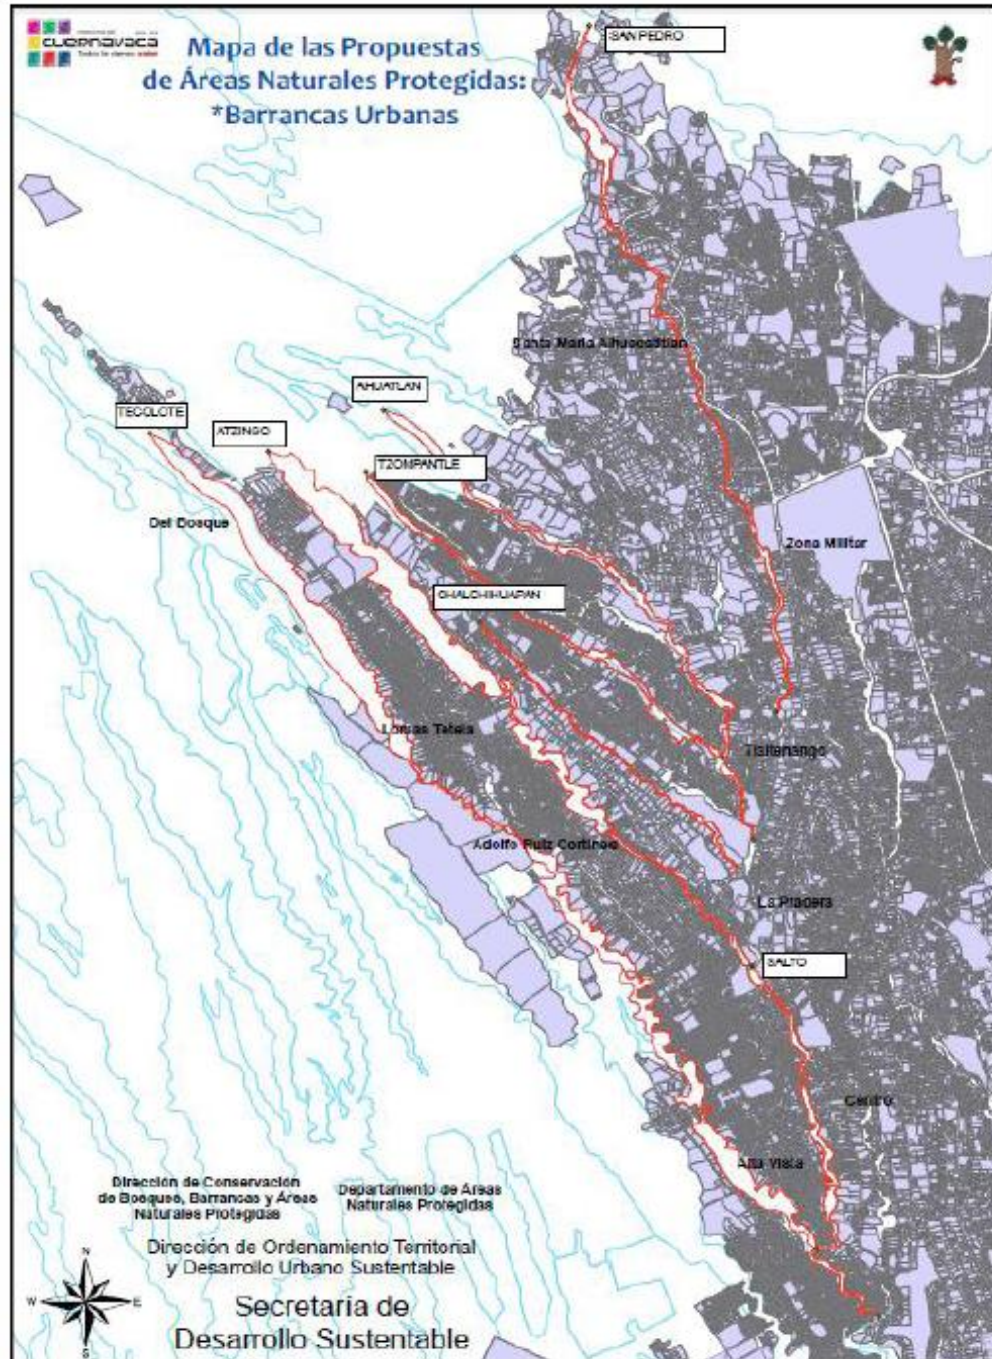 CUERNAVACA
Mapa de las Propuestas
de Áreas Naturales Protegidas:
*Barrancas Urbanas
SAN PEDRO
AHUATLAN
TECOLOTE
ATZINGO
TZOMPANTLE
Del Bosque
Zona Militar
CHALCHIHUAPAN
Lomas Tetela
Tlaltenango
Adolfo Ruiz Cortines
La Pradera
SALTO
Centro
Alta Vista
Dirección de Conservación
de Bosques, Barrancas y Áreas
Naturales Protegidas
Departamento de Áreas
Naturales Protegidas
Dirección de Ordenamiento Territorial
y Desarrollo Urbano Sustentable
Secretaría de
Desarrollo Sustentable
N
W
E
S